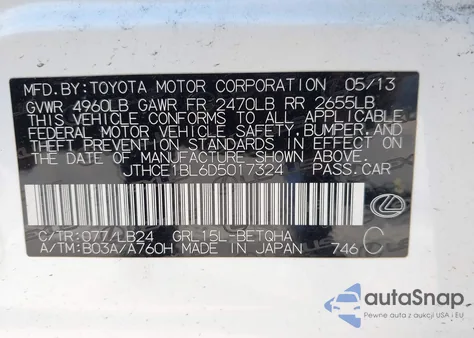 MFD.BY: TOYOTA MOTOR CORPORATION 05/13
GVWR 4960LB GAWR FR 2470LB RR 2655LB
THIS VEHICLE CONFORMS TO ALL APPLICABLE
FEDERAL MOTOR VEHICLE SAFETY, BUMPER, AND
THEFT PREVENTION STANDARDS IN EFFECT ON
THE DATE OF MANUFACTURE SHOWN ABOVE.
JTHCE1BL6D5017324 PASS.CAR
C/TR: 077/LB24 GRL15L-BETQHA
A/TM: B03A/A760H MADE IN JAPAN 746 C
autoSnap
Pewne auta z aukcji USA i EU